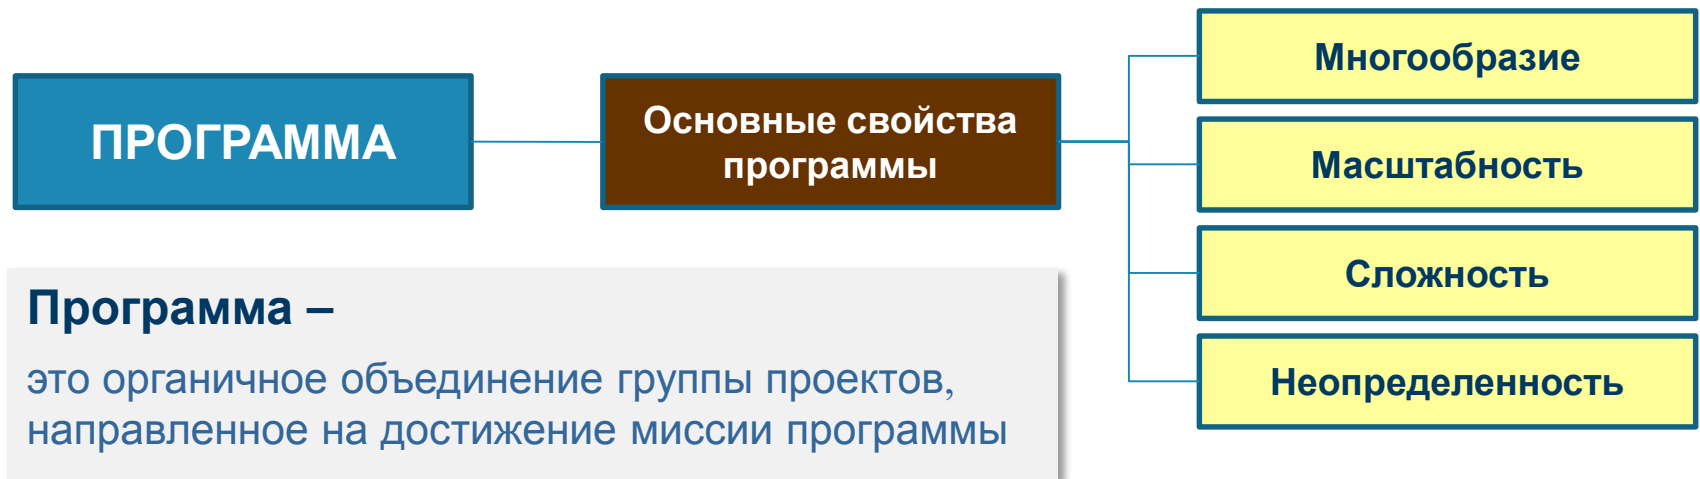 ПРОГРАММА
Основные свойства
программы
Многообразие
Масштабность
Сложность
Неопределенность
Программа –
это органичное объединение группы проектов,
направленное на достижение миссии программы